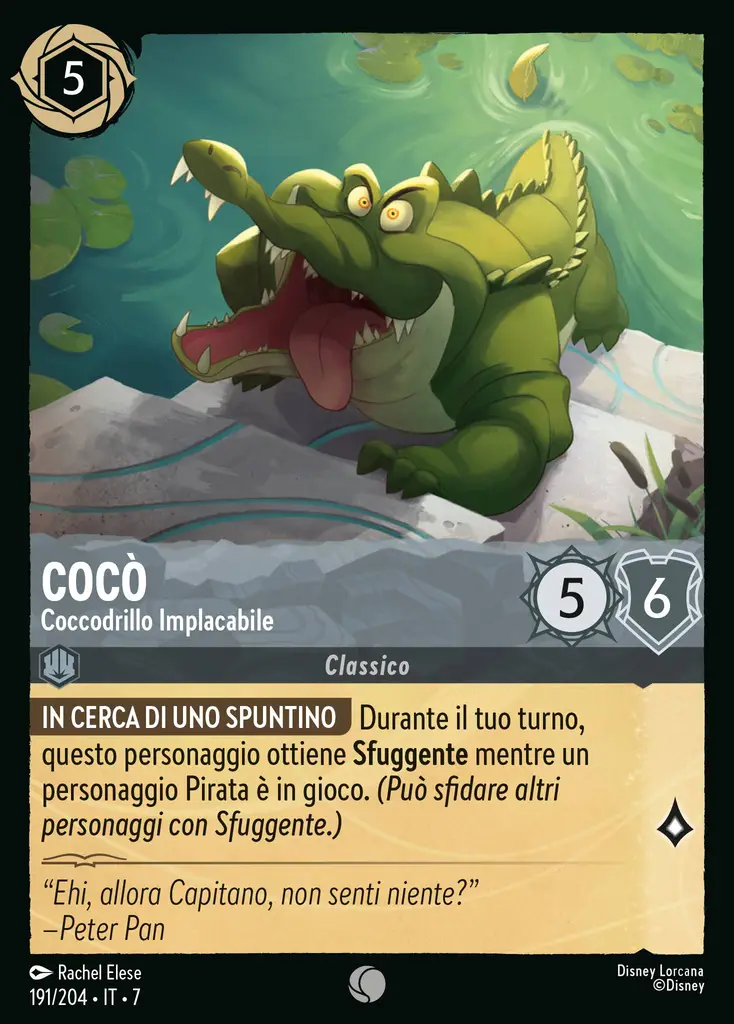 5
COCÒ
Coccodrillo Implacabile
5
6
Classico
IN CERCA DI UNO SPUNTINO Durante il tuo turno,
questo personaggio ottiene Sfuggente mentre un
personaggio Pirata è in gioco. (Può sfidare altri
personaggi con Sfuggente.)
“Ehi, allora Capitano, non senti niente?”
–Peter Pan
Rachel Elese
Disney Lorcana
191/204 • IT • 7
©Disney